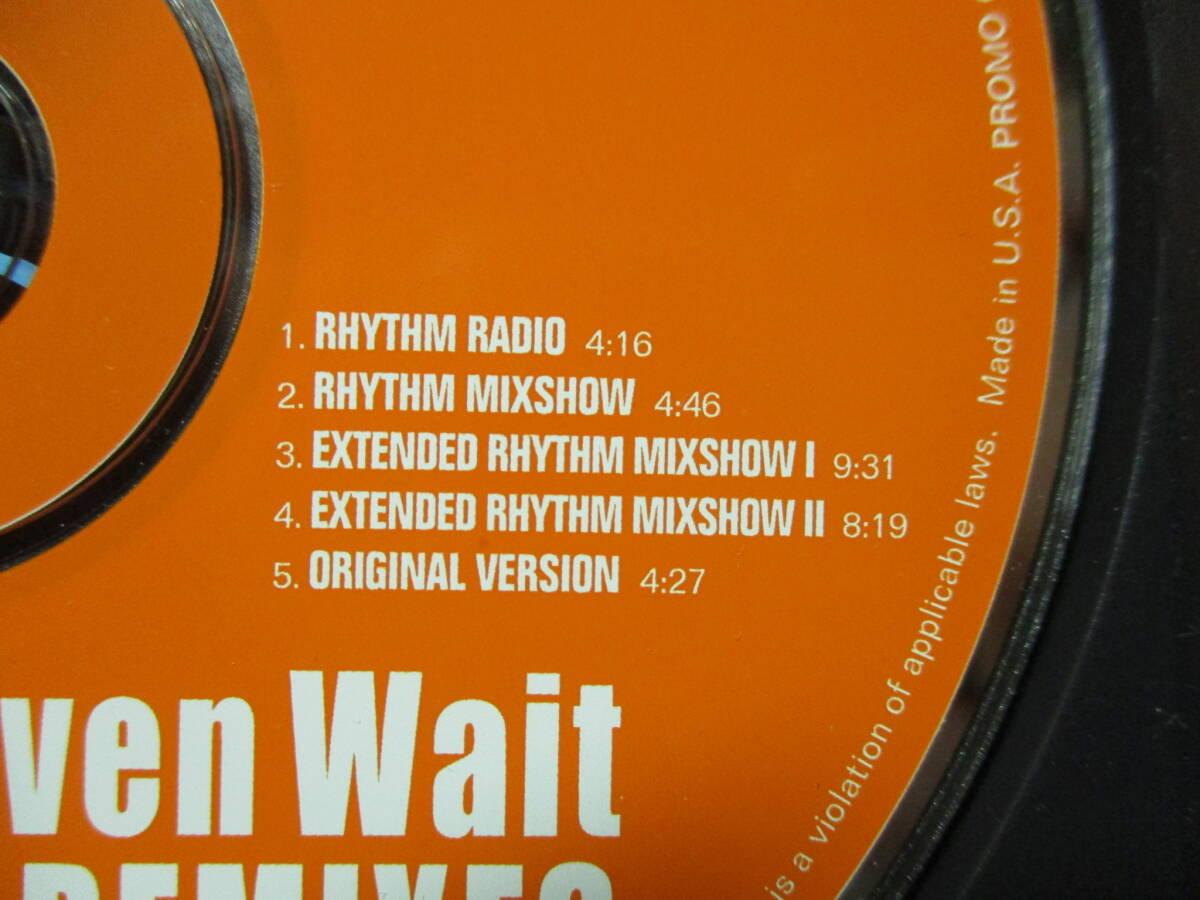 1. RHYTHM RADIO 4:16
2. RHYTHM MIXSHOW 4:46
3. EXTENDED RHYTHM MIXSHOW I 9:31
4. EXTENDED RHYTHM MIXSHOW II 8:19
5. ORIGINAL VERSION 4:27
ven Wait
REMIXES
is a violation of applicable laws. Made in U.S.A. PROMO